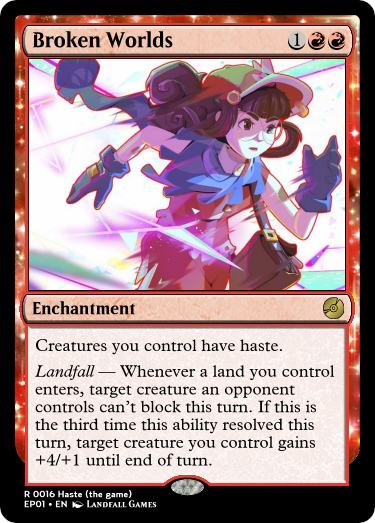 Broken Worlds 1
Enchantment
Creatures you control have haste.
Landfall — Whenever a land you control
enters, target creature an opponent
controls can't block this turn. If this is
the third time this ability resolved this
turn, target creature you control gains
+4/+1 until end of turn.
R 0016 Haste (the game)
EP01 • EN Landfall Games